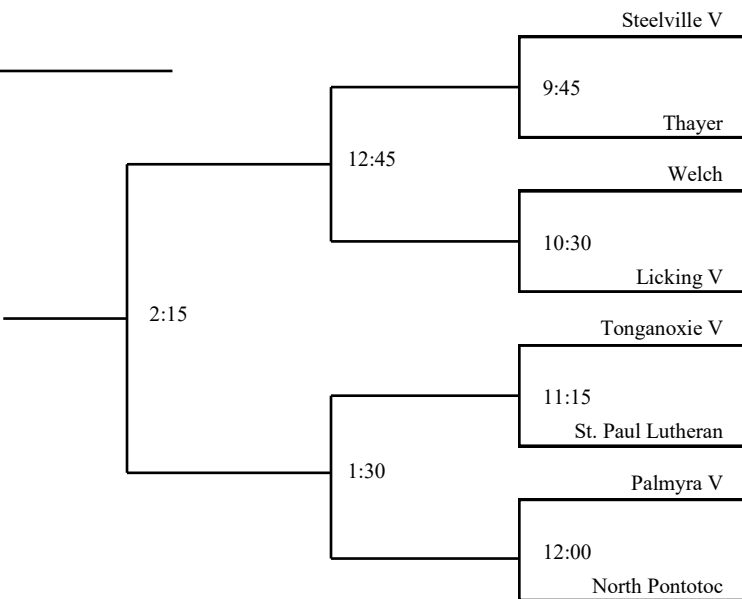 Steelville V
9:45
Thayer
12:45
Welch
10:30
Licking V
2:15
Tonganoxie V
11:15
St. Paul Lutheran
1:30
Palmyra V
12:00
North Pontotoc